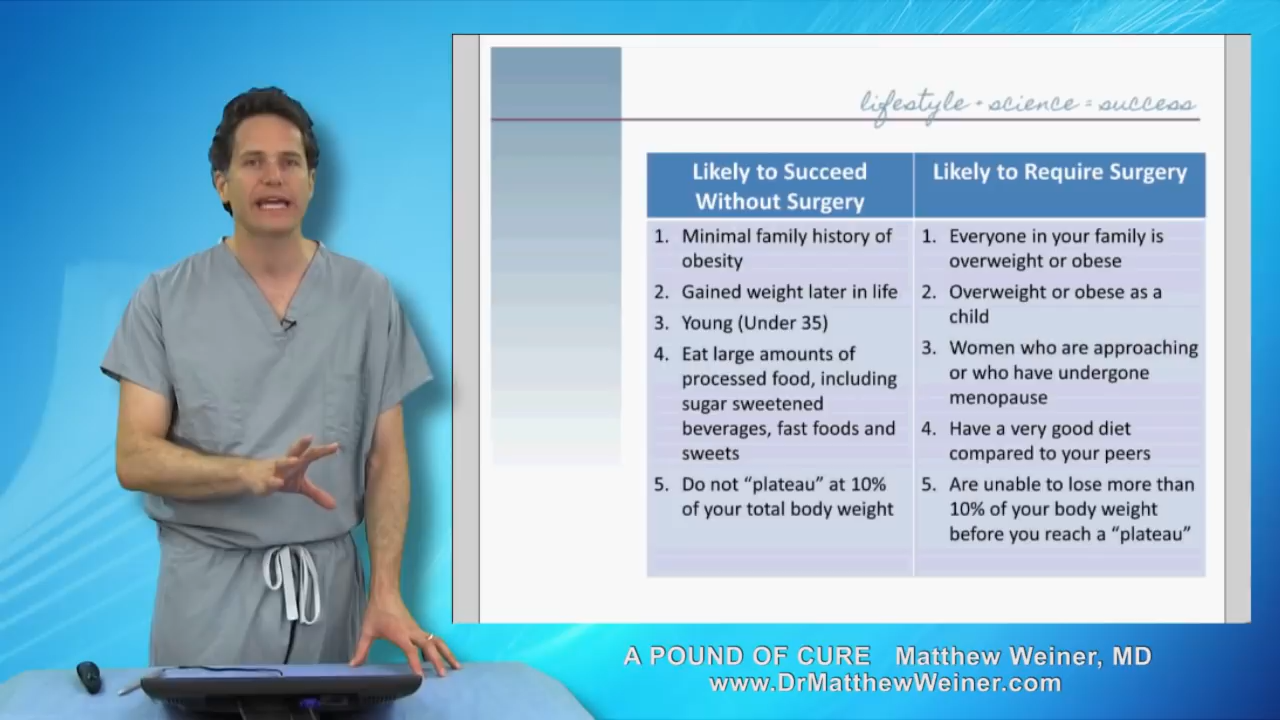 lifestyle + science = success
Likely to Succeed
Without Surgery
Likely to Require Surgery
1. Minimal family history of
obesity
2. Gained weight later in life
3. Young (Under 35)
4. Eat large amounts of
processed food, including
sugar sweetened
beverages, fast foods and
sweets
5. Do not “plateau” at 10%
of your total body weight
1. Everyone in your family is
overweight or obese
2. Overweight or obese as a
child
3. Women who are approaching
or who have undergone
menopause
4. Have a very good diet
compared to your peers
5. Are unable to lose more than
10% of your body weight
before you reach a “plateau”
A POUND OF CURE Matthew Weiner, MD
www.DrMatthewWeiner.com